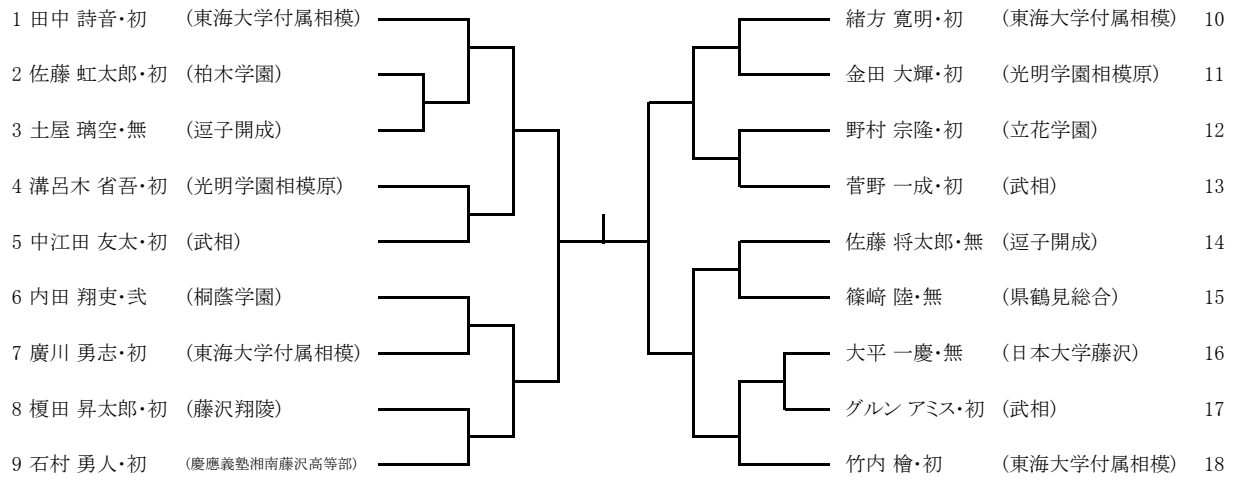 1 田中 詩音・初 (東海大学付属相模)
2 佐藤 虹太郎・初 (柏木学園)
3 土屋 璃空・無 (逗子開成)
4 溝呂木 省吾・初 (光明学園相模原)
5 中江田 友太・初 (武相)
6 内田 翔吏・弐 (桐蔭学園)
7 廣川 勇志・初 (東海大学付属相模)
8 榎田 昇太郎・初 (藤沢翔陵)
9 石村 勇人・初 (慶應義塾湘南藤沢高等部)
緒方 寛明・初 (東海大学付属相模) 10
金田 大輝・初 (光明学園相模原) 11
野村 宗隆・初 (立花学園) 12
菅野 一成・初 (武相) 13
佐藤 将太郎・無 (逗子開成) 14
篠﨑 陸・無 (県鶴見総合) 15
大平 一慶・無 (日本大学藤沢) 16
グルン アミス・初 (武相) 17
竹内 檜・初 (東海大学付属相模) 18